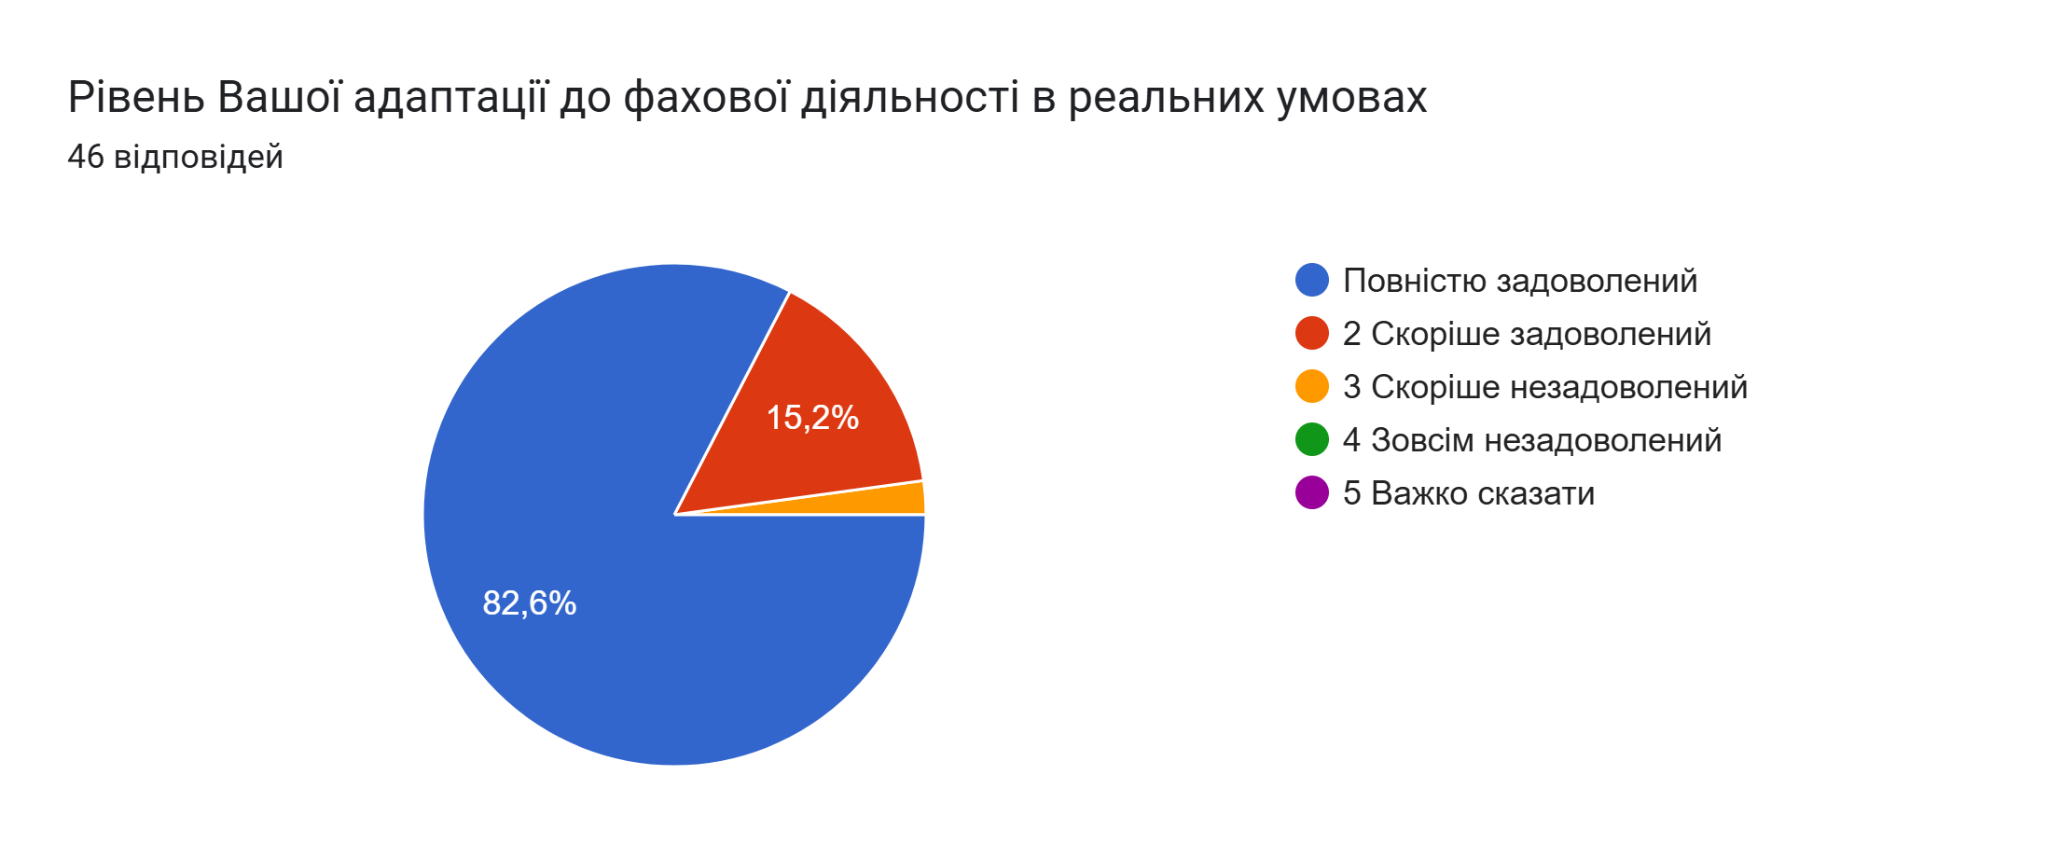 Рівень Вашої адаптації до фахової діяльності в реальних умовах
46 відповідей
Повністю задоволений
2 Скоріше задоволений
3 Скоріше незадоволений
4 Зовсім незадоволений
5 Важко сказати
15,2%
82,6%